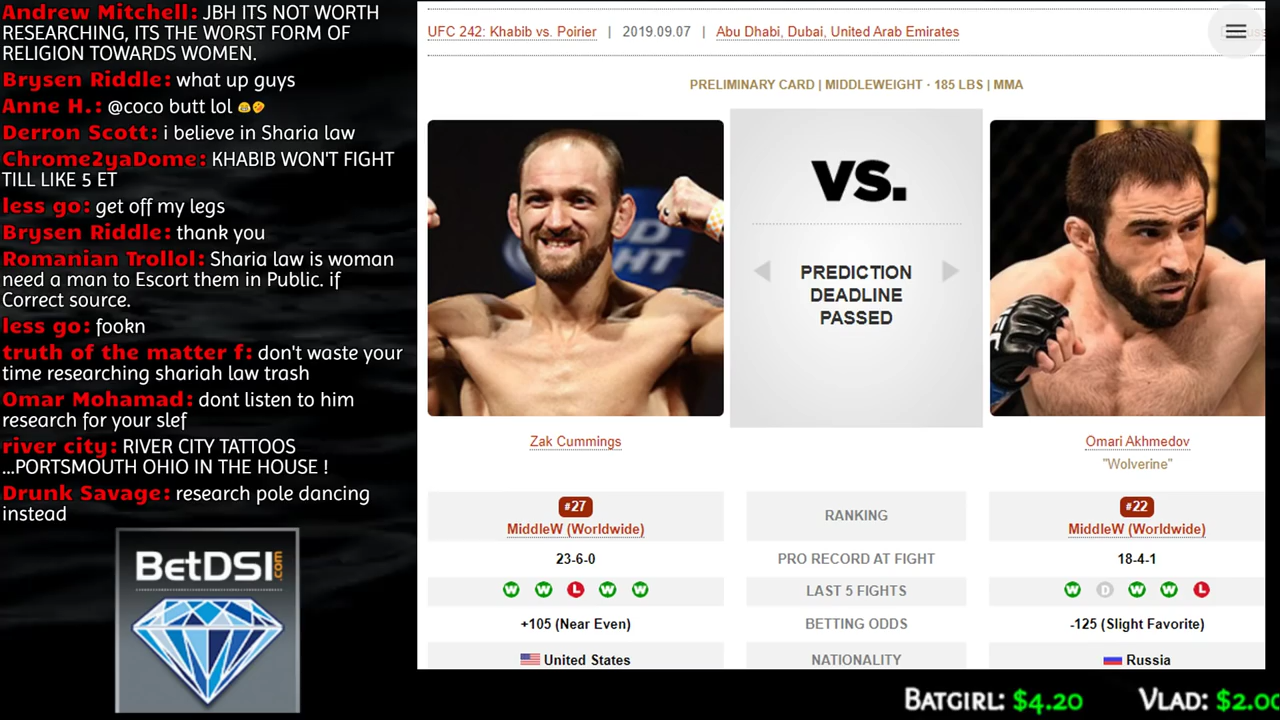 Andrew Mitchell: JBH ITS NOT WORTH
RESEARCHING, ITS THE WORST FORM OF
RELIGION TOWARDS WOMEN.
Brysen Riddle: what up guys
Anne H.: @coco butt lol 😂🤣
Derron Scott: i believe in Sharia law
Chrome2yaDome: KHABIB WON'T FIGHT
TILL LIKE 5 ET
less go: get off my legs
Brysen Riddle: thank you
Romanian Trollol: Sharia law is woman
need a man to Escort them in Public. if
Correct source.
less go: fookn
truth of the matter f: don't waste your
time researching shariah law trash
Omar Mohamad: dont listen to him
research for your slef
river city: RIVER CITY TATTOOS
...PORTSMOUTH OHIO IN THE HOUSE !
Drunk Savage: research pole dancing
instead
BetDSI.com
UFC 242: Khabib vs. Poirier | 2019.09.07 | Abu Dhabi, Dubai, United Arab Emirates
PRELIMINARY CARD | MIDDLEWEIGHT · 185 LBS | MMA
VS.
PREDICTION
DEADLINE
PASSED
Zak Cummings
Omari Akhmedov
"Wolverine"
#27 RANKING #22
MiddleW (Worldwide) MiddleW (Worldwide)
23-6-0 PRO RECORD AT FIGHT 18-4-1
W W L W W LAST 5 FIGHTS W D W W L
+105 (Near Even) BETTING ODDS -125 (Slight Favorite)
United States NATIONALITY Russia
BATGIRL: $4.20 VLAD: $2.00